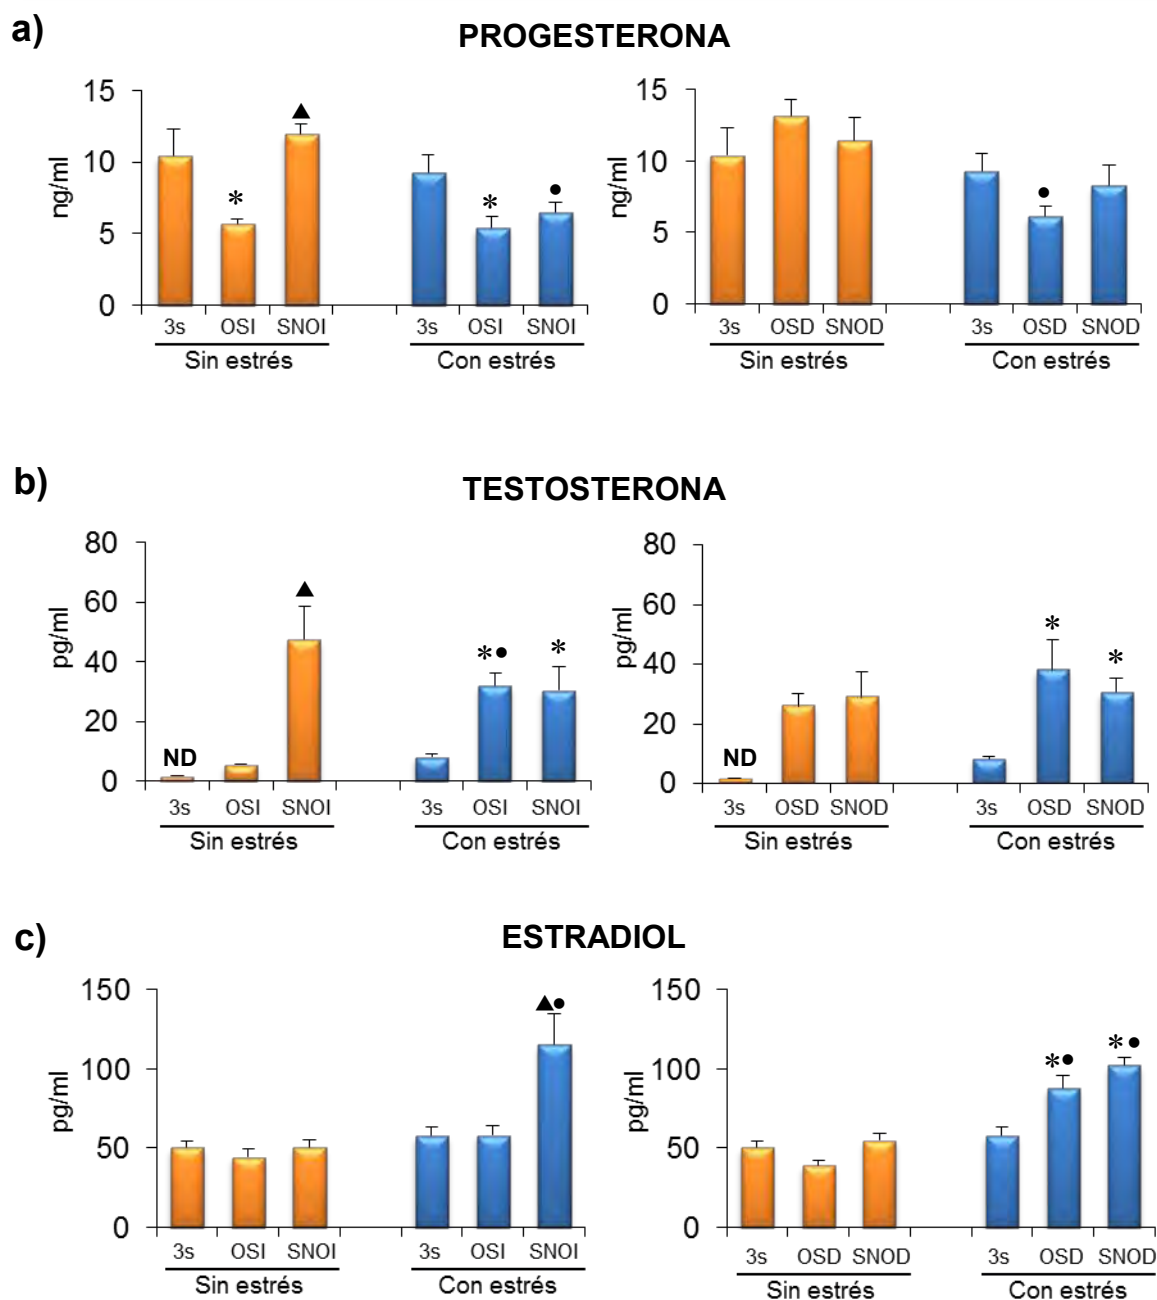 a)
PROGESTERONA
15
10
5
0
ng/ml
▲
*
*
●
3s OSI SNOI 3s OSI SNOI
Sin estrés Con estrés
15
10
5
0
ng/ml
●
3s OSD SNOD 3s OSD SNOD
Sin estrés Con estrés
b)
TESTOSTERONA
80
60
40
20
0
pg/ml
▲
*● *
ND
3s OSI SNOI 3s OSI SNOI
Sin estrés Con estrés
80
60
40
20
0
pg/ml
*
*
ND
3s OSD SNOD 3s OSD SNOD
Sin estrés Con estrés
c)
ESTRADIOL
150
100
50
0
pg/ml
▲●
3s OSI SNOI 3s OSI SNOI
Sin estrés Con estrés
150
100
50
0
pg/ml
*● *●
3s OSD SNOD 3s OSD SNOD
Sin estrés Con estrés